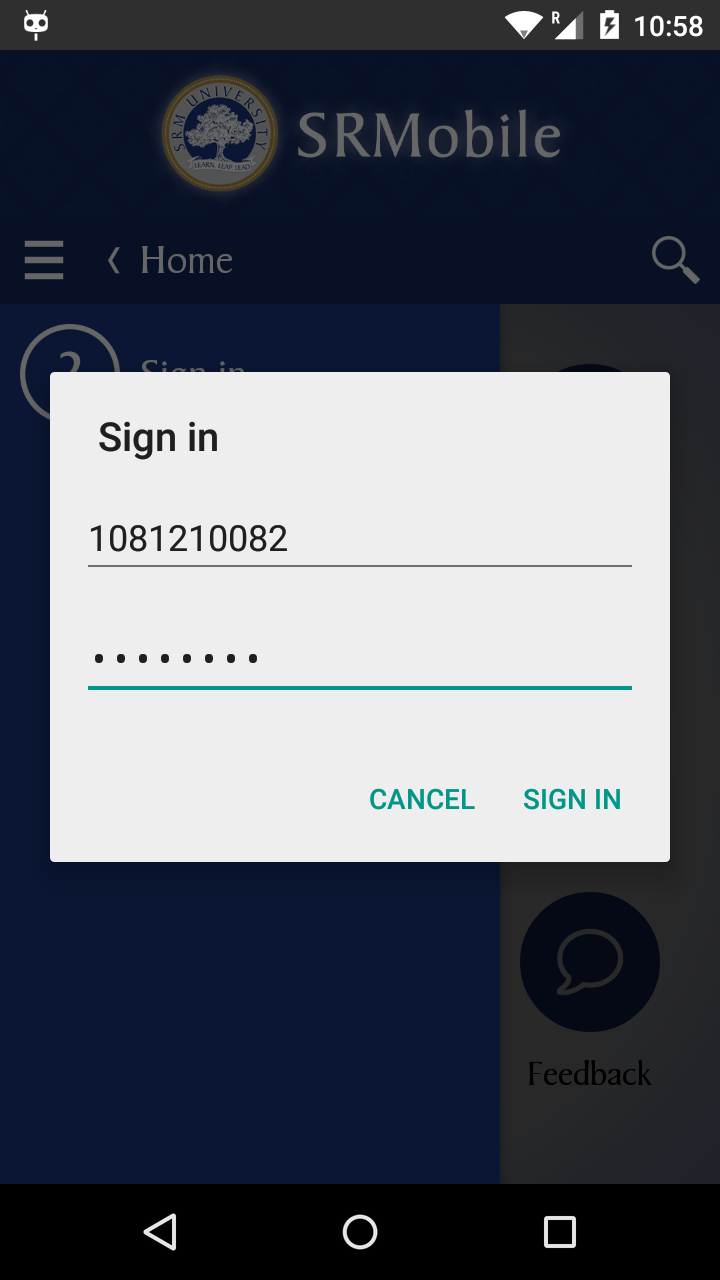 R
10:58
SRM UNIVERSITY
LEARN. LEAP. LEAD
SRMobile
Home
?
Sign in
Sign in
1081210082
••••••••
CANCEL
SIGN IN
Feedback